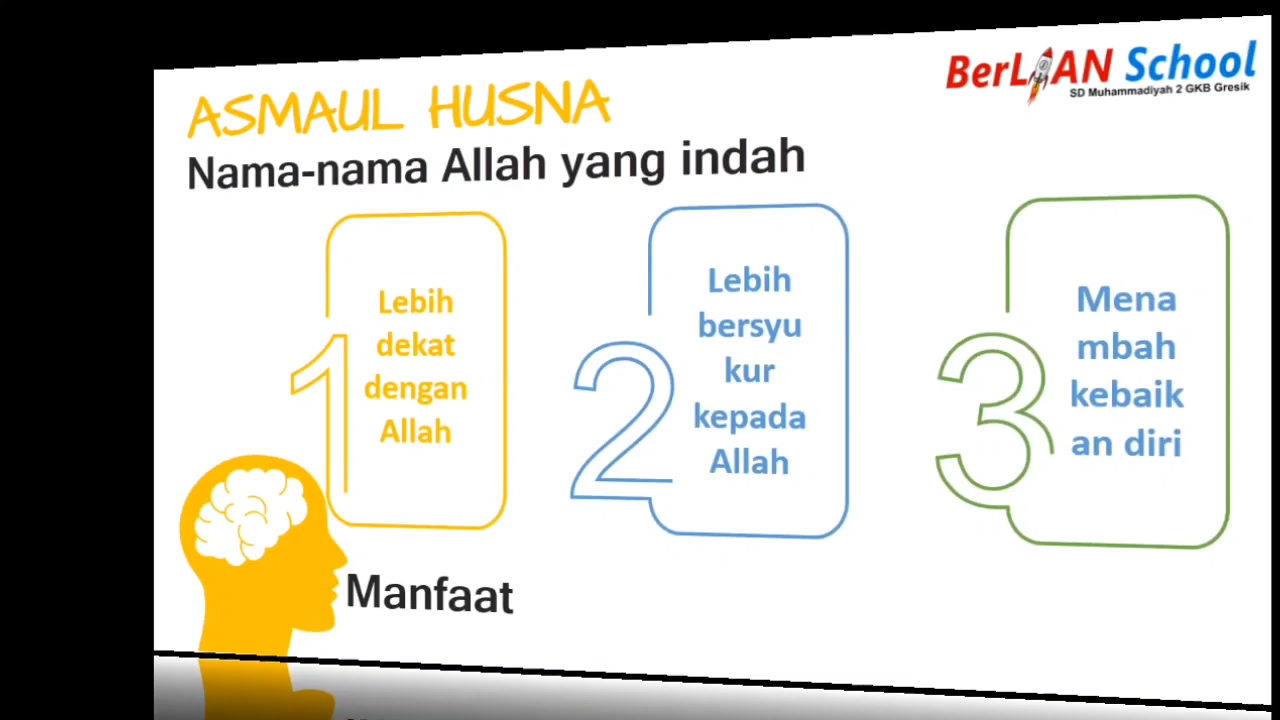 BerLIAN School
SD Muhammadiyah 2 GKB Gresik
ASMAUL HUSNA
Nama-nama Allah yang indah
1
Lebih
dekat
dengan
Allah
2
Lebih
bersyu
kur
kepada
Allah
3
Mena
mbah
kebaik
an diri
Manfaat